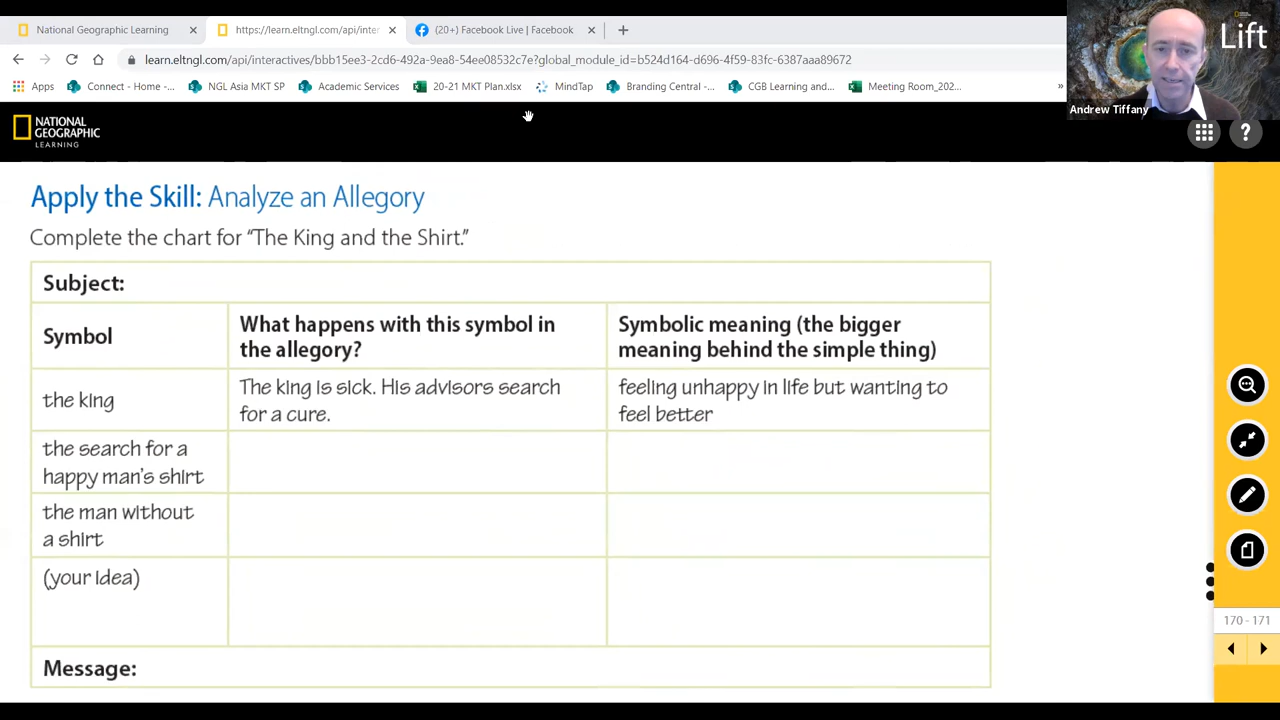 National Geographic Learning
https://learn.eltngl.com/api/inter
(20+) Facebook Live | Facebook
learn.eltngl.com/api/interactives/bbb15ee3-2cd6-492a-9ea8-54ee08532c1e?global_module_id=b524d164-d696-4f59-83fc-6387aaa89672
Apps
Connect - Home -...
NGL Asia MKT SP
Academic Services
20-21 MKT Plan.xlsx
MindTap
Branding Central -...
CGB Learning and...
Meeting Room_202...
»
Lift
Andrew Tiffany
NATIONAL
GEOGRAPHIC
LEARNING
?
Apply the Skill: Analyze an Allegory
Complete the chart for “The King and the Shirt.”
Subject:
Symbol
What happens with this symbol in
the allegory?
Symbolic meaning (the bigger
meaning behind the simple thing)
the king
The king is sick. His advisors search
for a cure.
feeling unhappy in life but wanting to
feel better
the search for a
happy man's shirt
the man without
a shirt
(your idea)
Message:
170 - 171